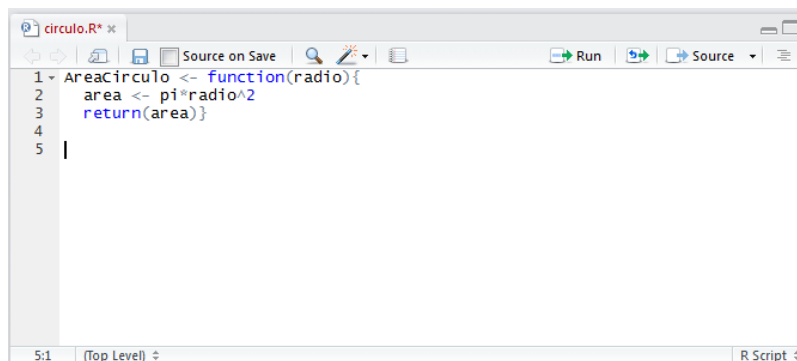 circulo.R*
Source on Save Run Source
1 AreaCirculo <- function(radio){
2 area <- pi*radio^2
3 return(area)}
4
5
5:1 (Top Level) R Script